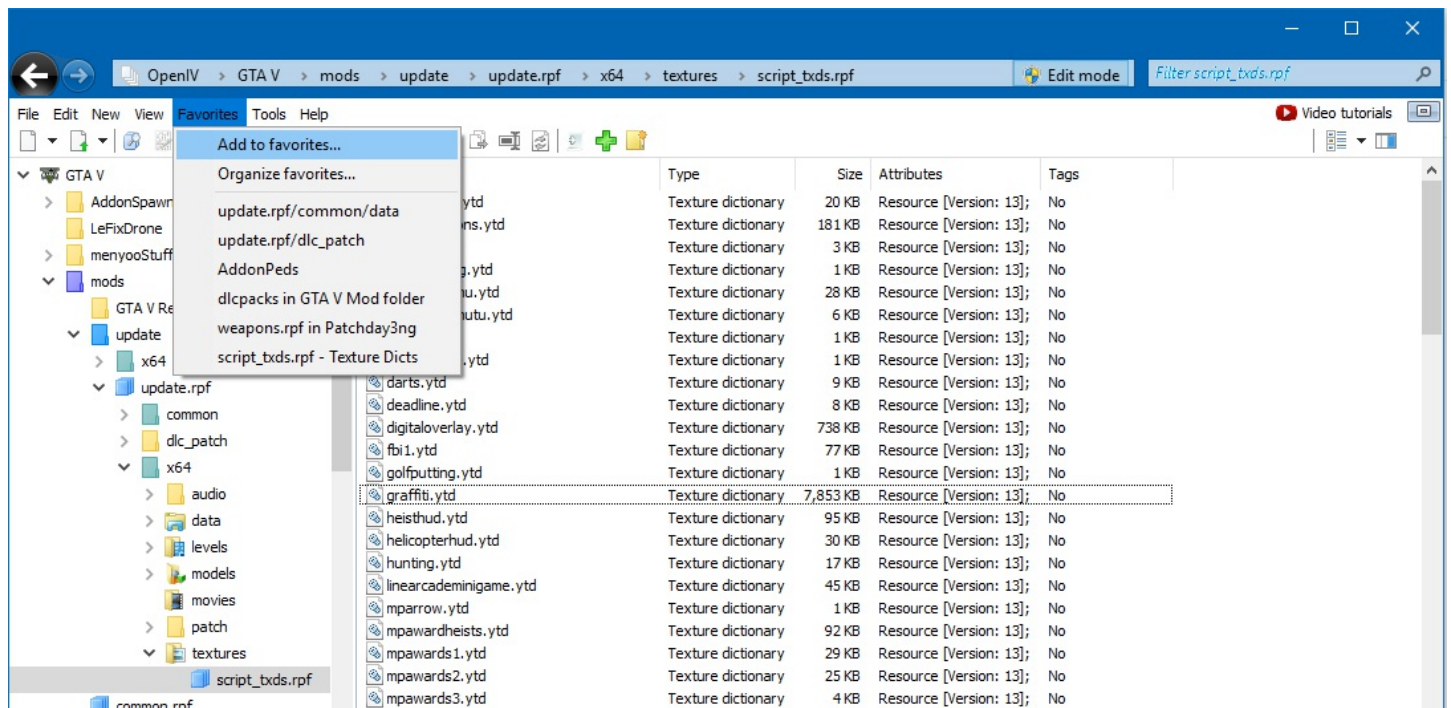 OpenIV > GTA V > mods > update > update.rpf > x64 > textures > script_txds.rpf Edit mode Filter script_txds.rpf
File Edit New View Favorites Tools Help Video tutorials
Add to favorites...
Organize favorites...
update.rpf/common/data
update.rpf/dlc_patch
AddonPeds
dlcpacks in GTA V Mod folder
weapons.rpf in Patchday3ng
script_txds.rpf - Texture Dicts
GTA V
AddonSpawn
LeFixDrone
menyooStuff
mods
GTA V Re
update
x64
update.rpf
common
dlc_patch
x64
audio
data
levels
models
movies
patch
textures
script_txds.rpf
common.rpf
Type Size Attributes Tags
ytd Texture dictionary 20 KB Resource [Version: 13]; No
ns.ytd Texture dictionary 181 KB Resource [Version: 13]; No
Texture dictionary 3 KB Resource [Version: 13]; No
g.ytd Texture dictionary 1 KB Resource [Version: 13]; No
nu.ytd Texture dictionary 28 KB Resource [Version: 13]; No
utu.ytd Texture dictionary 6 KB Resource [Version: 13]; No
Texture dictionary 1 KB Resource [Version: 13]; No
.ytd Texture dictionary 1 KB Resource [Version: 13]; No
darts.ytd Texture dictionary 9 KB Resource [Version: 13]; No
deadline.ytd Texture dictionary 8 KB Resource [Version: 13]; No
digitaloverlay.ytd Texture dictionary 738 KB Resource [Version: 13]; No
fbi1.ytd Texture dictionary 77 KB Resource [Version: 13]; No
golfputting.ytd Texture dictionary 1 KB Resource [Version: 13]; No
graffiti.ytd Texture dictionary 7,853 KB Resource [Version: 13]; No
heisthud.ytd Texture dictionary 95 KB Resource [Version: 13]; No
helicopterhud.ytd Texture dictionary 30 KB Resource [Version: 13]; No
hunting.ytd Texture dictionary 17 KB Resource [Version: 13]; No
linearcademinigame.ytd Texture dictionary 45 KB Resource [Version: 13]; No
mparrow.ytd Texture dictionary 1 KB Resource [Version: 13]; No
mpawardheists.ytd Texture dictionary 92 KB Resource [Version: 13]; No
mpawards1.ytd Texture dictionary 29 KB Resource [Version: 13]; No
mpawards2.ytd Texture dictionary 25 KB Resource [Version: 13]; No
mpawards3.ytd Texture dictionary 4 KB Resource [Version: 13]; No